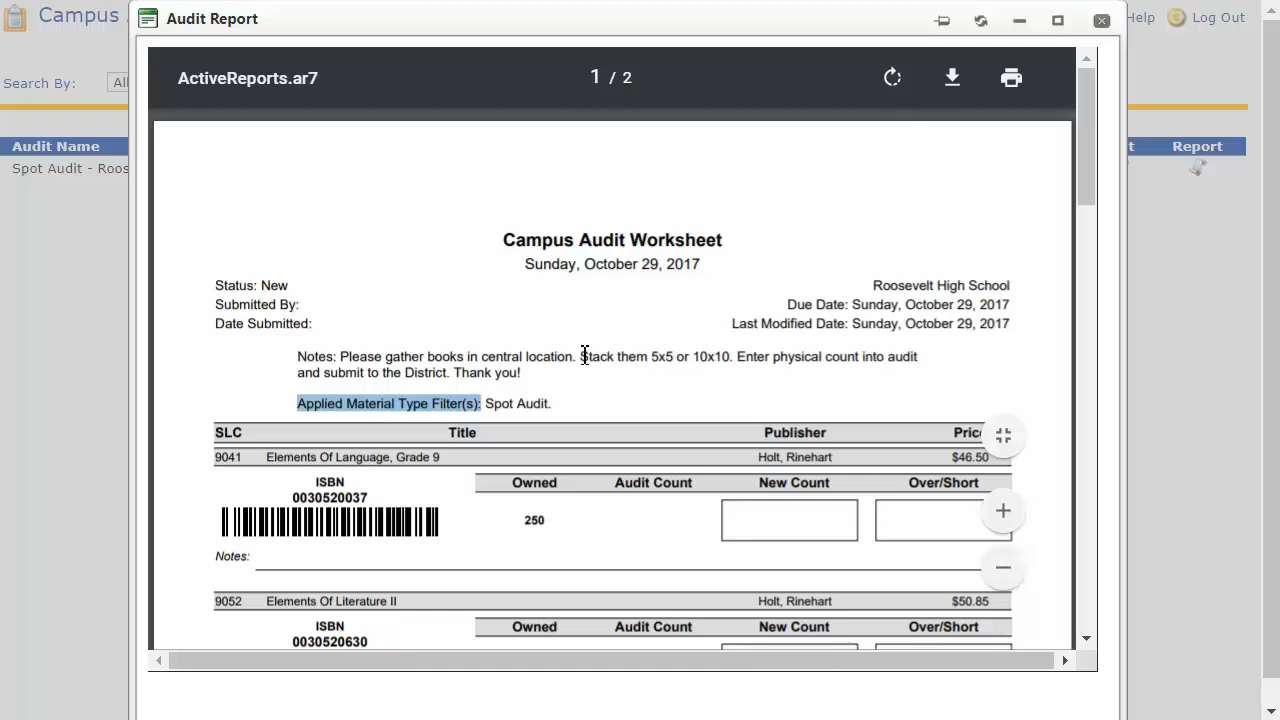 Audit Report
Campus
Help
Log Out
Search By:
All
ActiveReports.ar7
1 / 2
Audit Name
Report
Spot Audit - Roos
Campus Audit Worksheet
Sunday, October 29, 2017
Status: New
Roosevelt High School
Submitted By:
Due Date: Sunday, October 29, 2017
Date Submitted:
Last Modified Date: Sunday, October 29, 2017
Notes: Please gather books in central location. Stack them 5x5 or 10x10. Enter physical count into audit
and submit to the District. Thank you!
Applied Material Type Filter(s): Spot Audit.
SLC Title Publisher Price
9041 Elements Of Language, Grade 9 Holt, Rinehart $46.50
ISBN Owned Audit Count New Count Over/Short
0030520037
250
Notes:
9052 Elements Of Literature II Holt, Rinehart $50.85
ISBN Owned Audit Count New Count Over/Short
0030520630